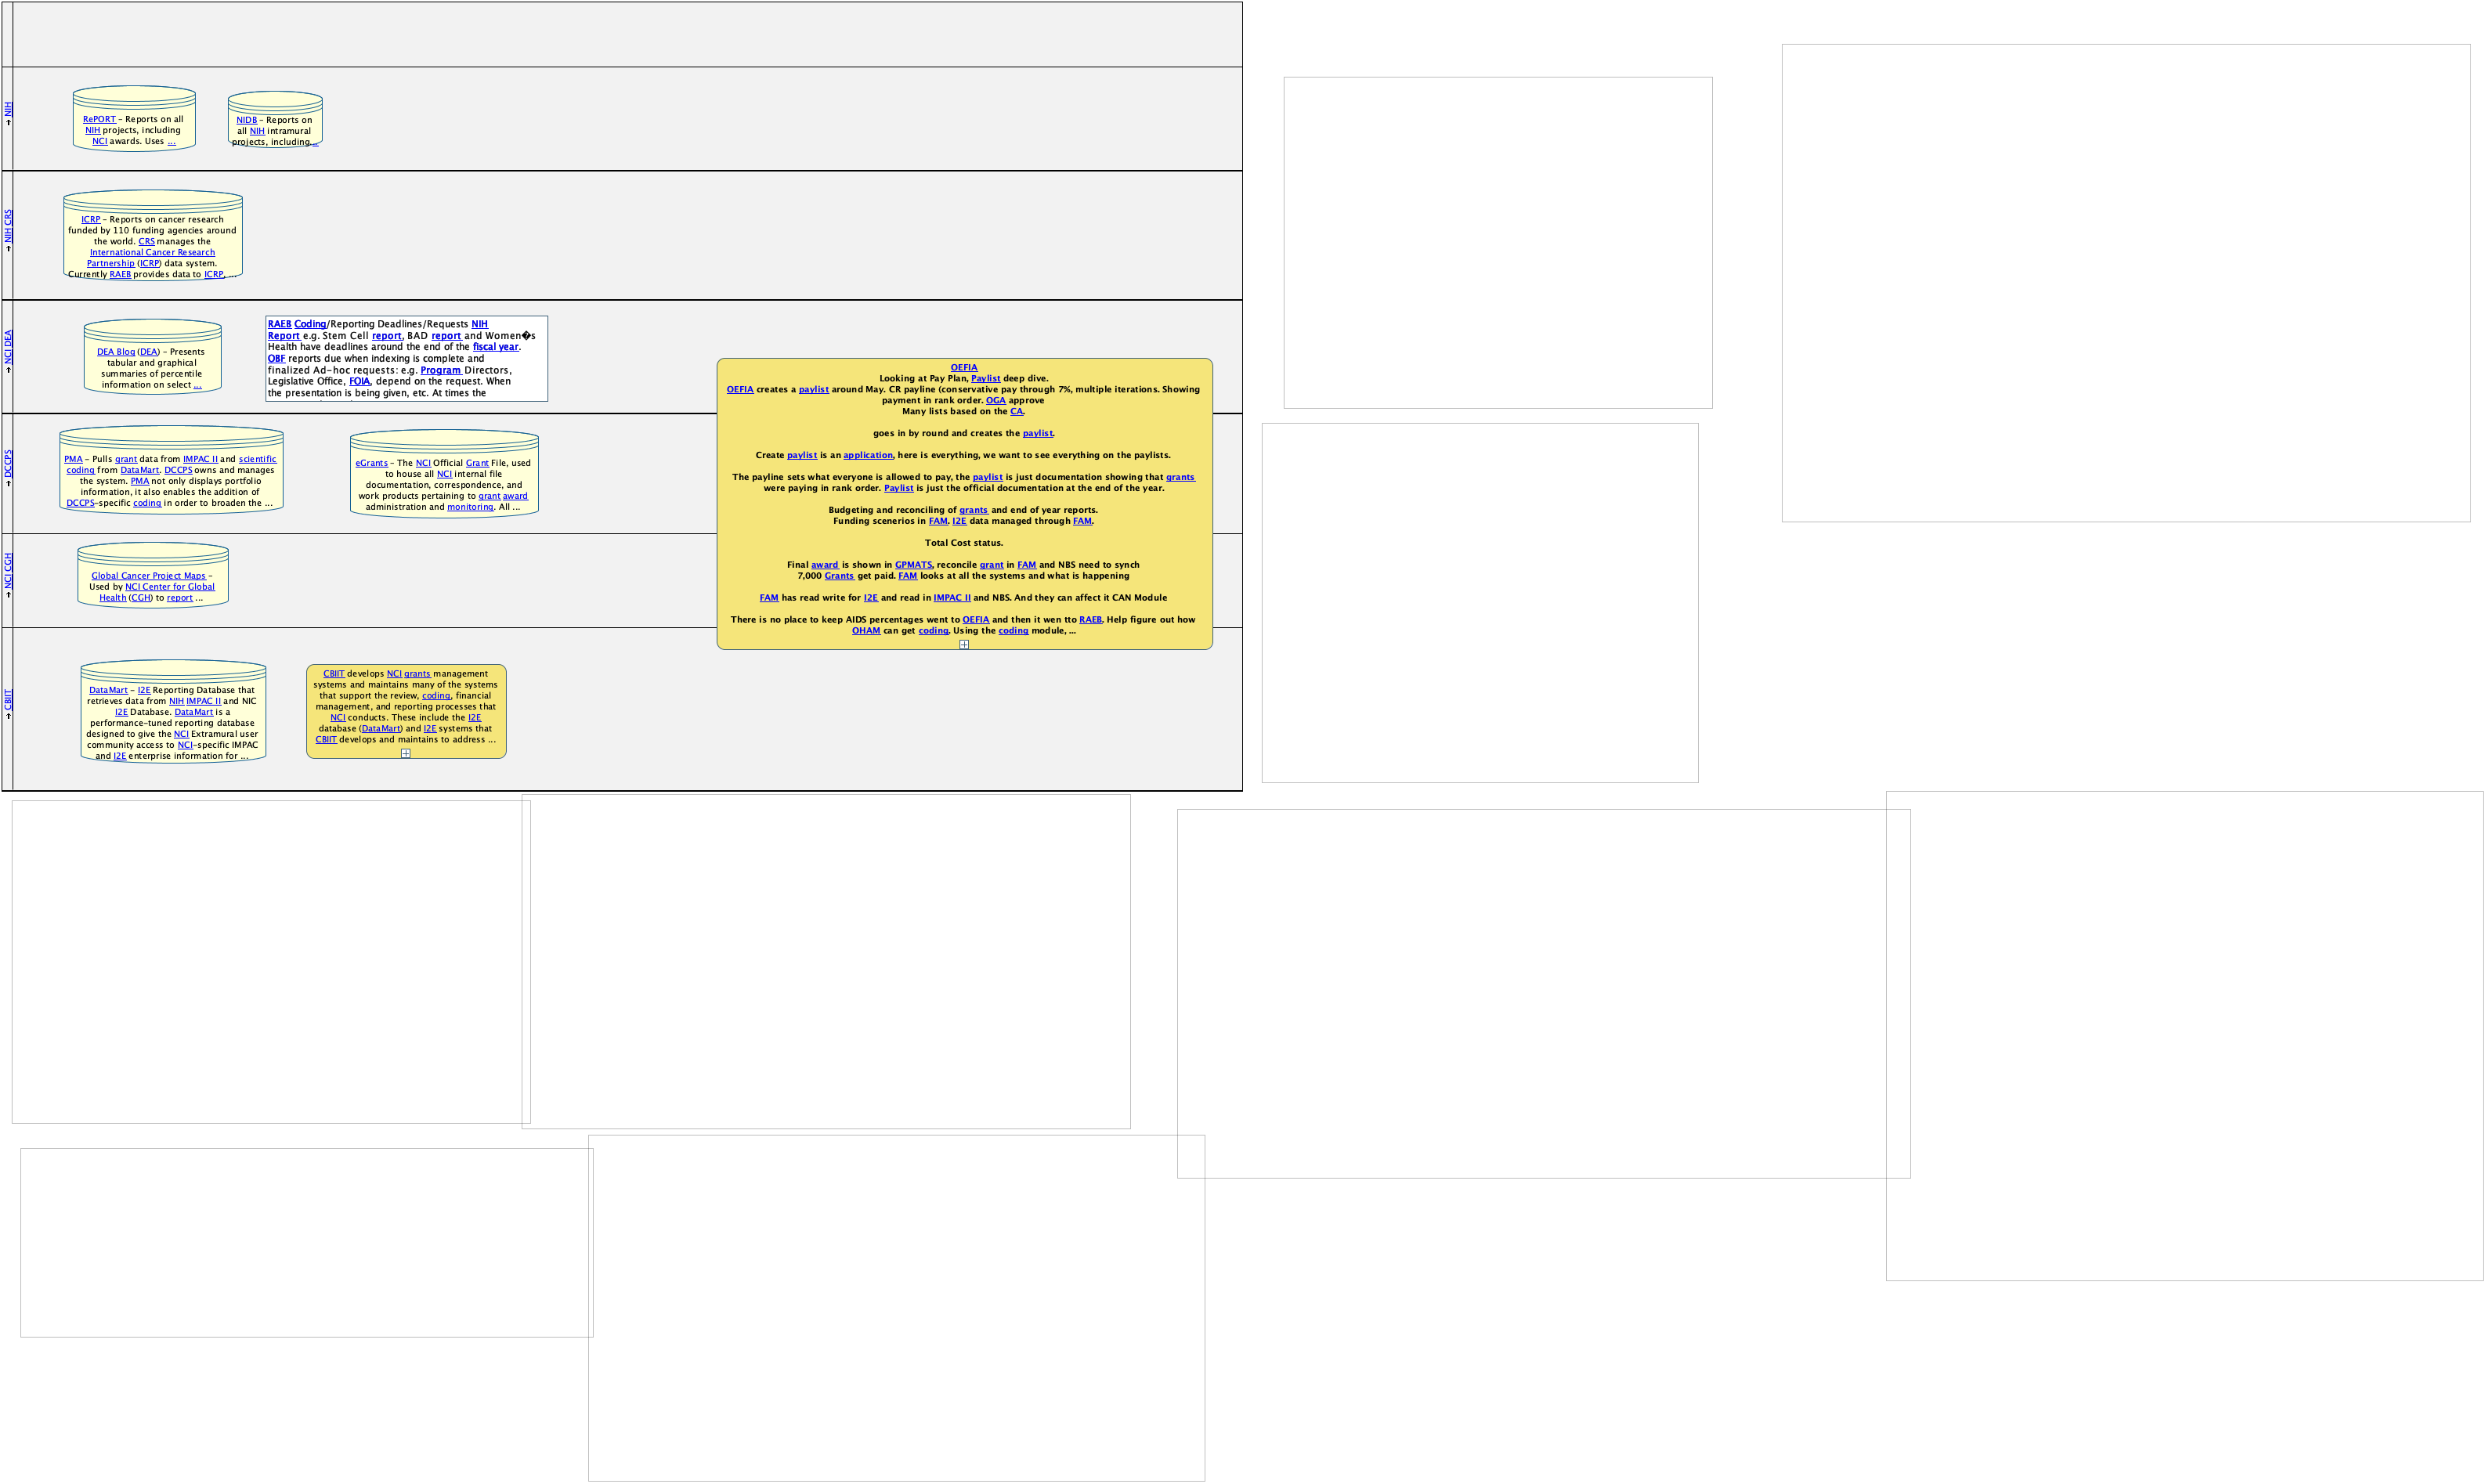 NIH
RePORT - Reports on all
NIH projects, including
NCI awards. Uses ...
NIDB - Reports on
all NIH intramural
projects, including...
NIH CRS
ICRP - Reports on cancer research
funded by 110 funding agencies around
the world. CRS manages the
International Cancer Research
Partnership (ICRP) data system.
Currently RAEB provides data to ICRP, ...
NCI DEA
DEA Blog (DEA) - Presents
tabular and graphical
summaries of percentile
information on select ...
RAEB Coding/Reporting Deadlines/Requests NIH
Report e.g. Stem Cell report, BAD report and Women�s
Health have deadlines around the end of the fiscal year.
OBF reports due when indexing is complete and
finalized Ad-hoc requests: e.g. Program Directors,
Legislative Office, FOIA, depend on the request. When
the presentation is being given, etc. At times the
OEFIA
Looking at Pay Plan, Paylist deep dive.
OEFIA creates a paylist around May. CR payline (conservative pay through 7%, multiple iterations. Showing
payment in rank order. OGA approve
Many lists based on the CA.
goes in by round and creates the paylist.
Create paylist is an application, here is everything, we want to see everything on the paylists.
The payline sets what everyone is allowed to pay, the paylist is just documentation showing that grants
were paying in rank order. Paylist is just the official documentation at the end of the year.
Budgeting and reconciling of grants and end of year reports.
Funding scenerios in FAM. I2E data managed through FAM.
Total Cost status.
Final award is shown in GPMATS, reconcile grant in FAM and NBS need to synch
7,000 Grants get paid. FAM looks at all the systems and what is happening
FAM has read write for I2E and read in IMPAC II and NBS. And they can affect it CAN Module
There is no place to keep AIDS percentages went to OEFIA and then it wen tto RAEB. Help figure out how
OHAM can get coding. Using the coding module, ...
DCCPS
PMA - Pulls grant data from IMPAC II and scientific
coding from DataMart. DCCPS owns and manages
the system. PMA not only displays portfolio
information, it also enables the addition of
DCCPS-specific coding in order to broaden the ...
eGrants - The NCI Official Grant File, used
to house all NCI internal file
documentation, correspondence, and
work products pertaining to grant award
administration and monitoring. All ...
NCI CGH
Global Cancer Project Maps -
Used by NCI Center for Global
Health (CGH) to report ...
CBIIT
DataMart - I2E Reporting Database that
retrieves data from NIH IMPAC II and NIC
I2E Database. DataMart is a
performance-tuned reporting database
designed to give the NCI Extramural user
community access to NCI-specific IMPAC
and I2E enterprise information for ...
CBIIT develops NCI grants management
systems and maintains many of the systems
that support the review, coding, financial
management, and reporting processes that
NCI conducts. These include the I2E
database (DataMart) and I2E systems that
CBIIT develops and maintains to address ...